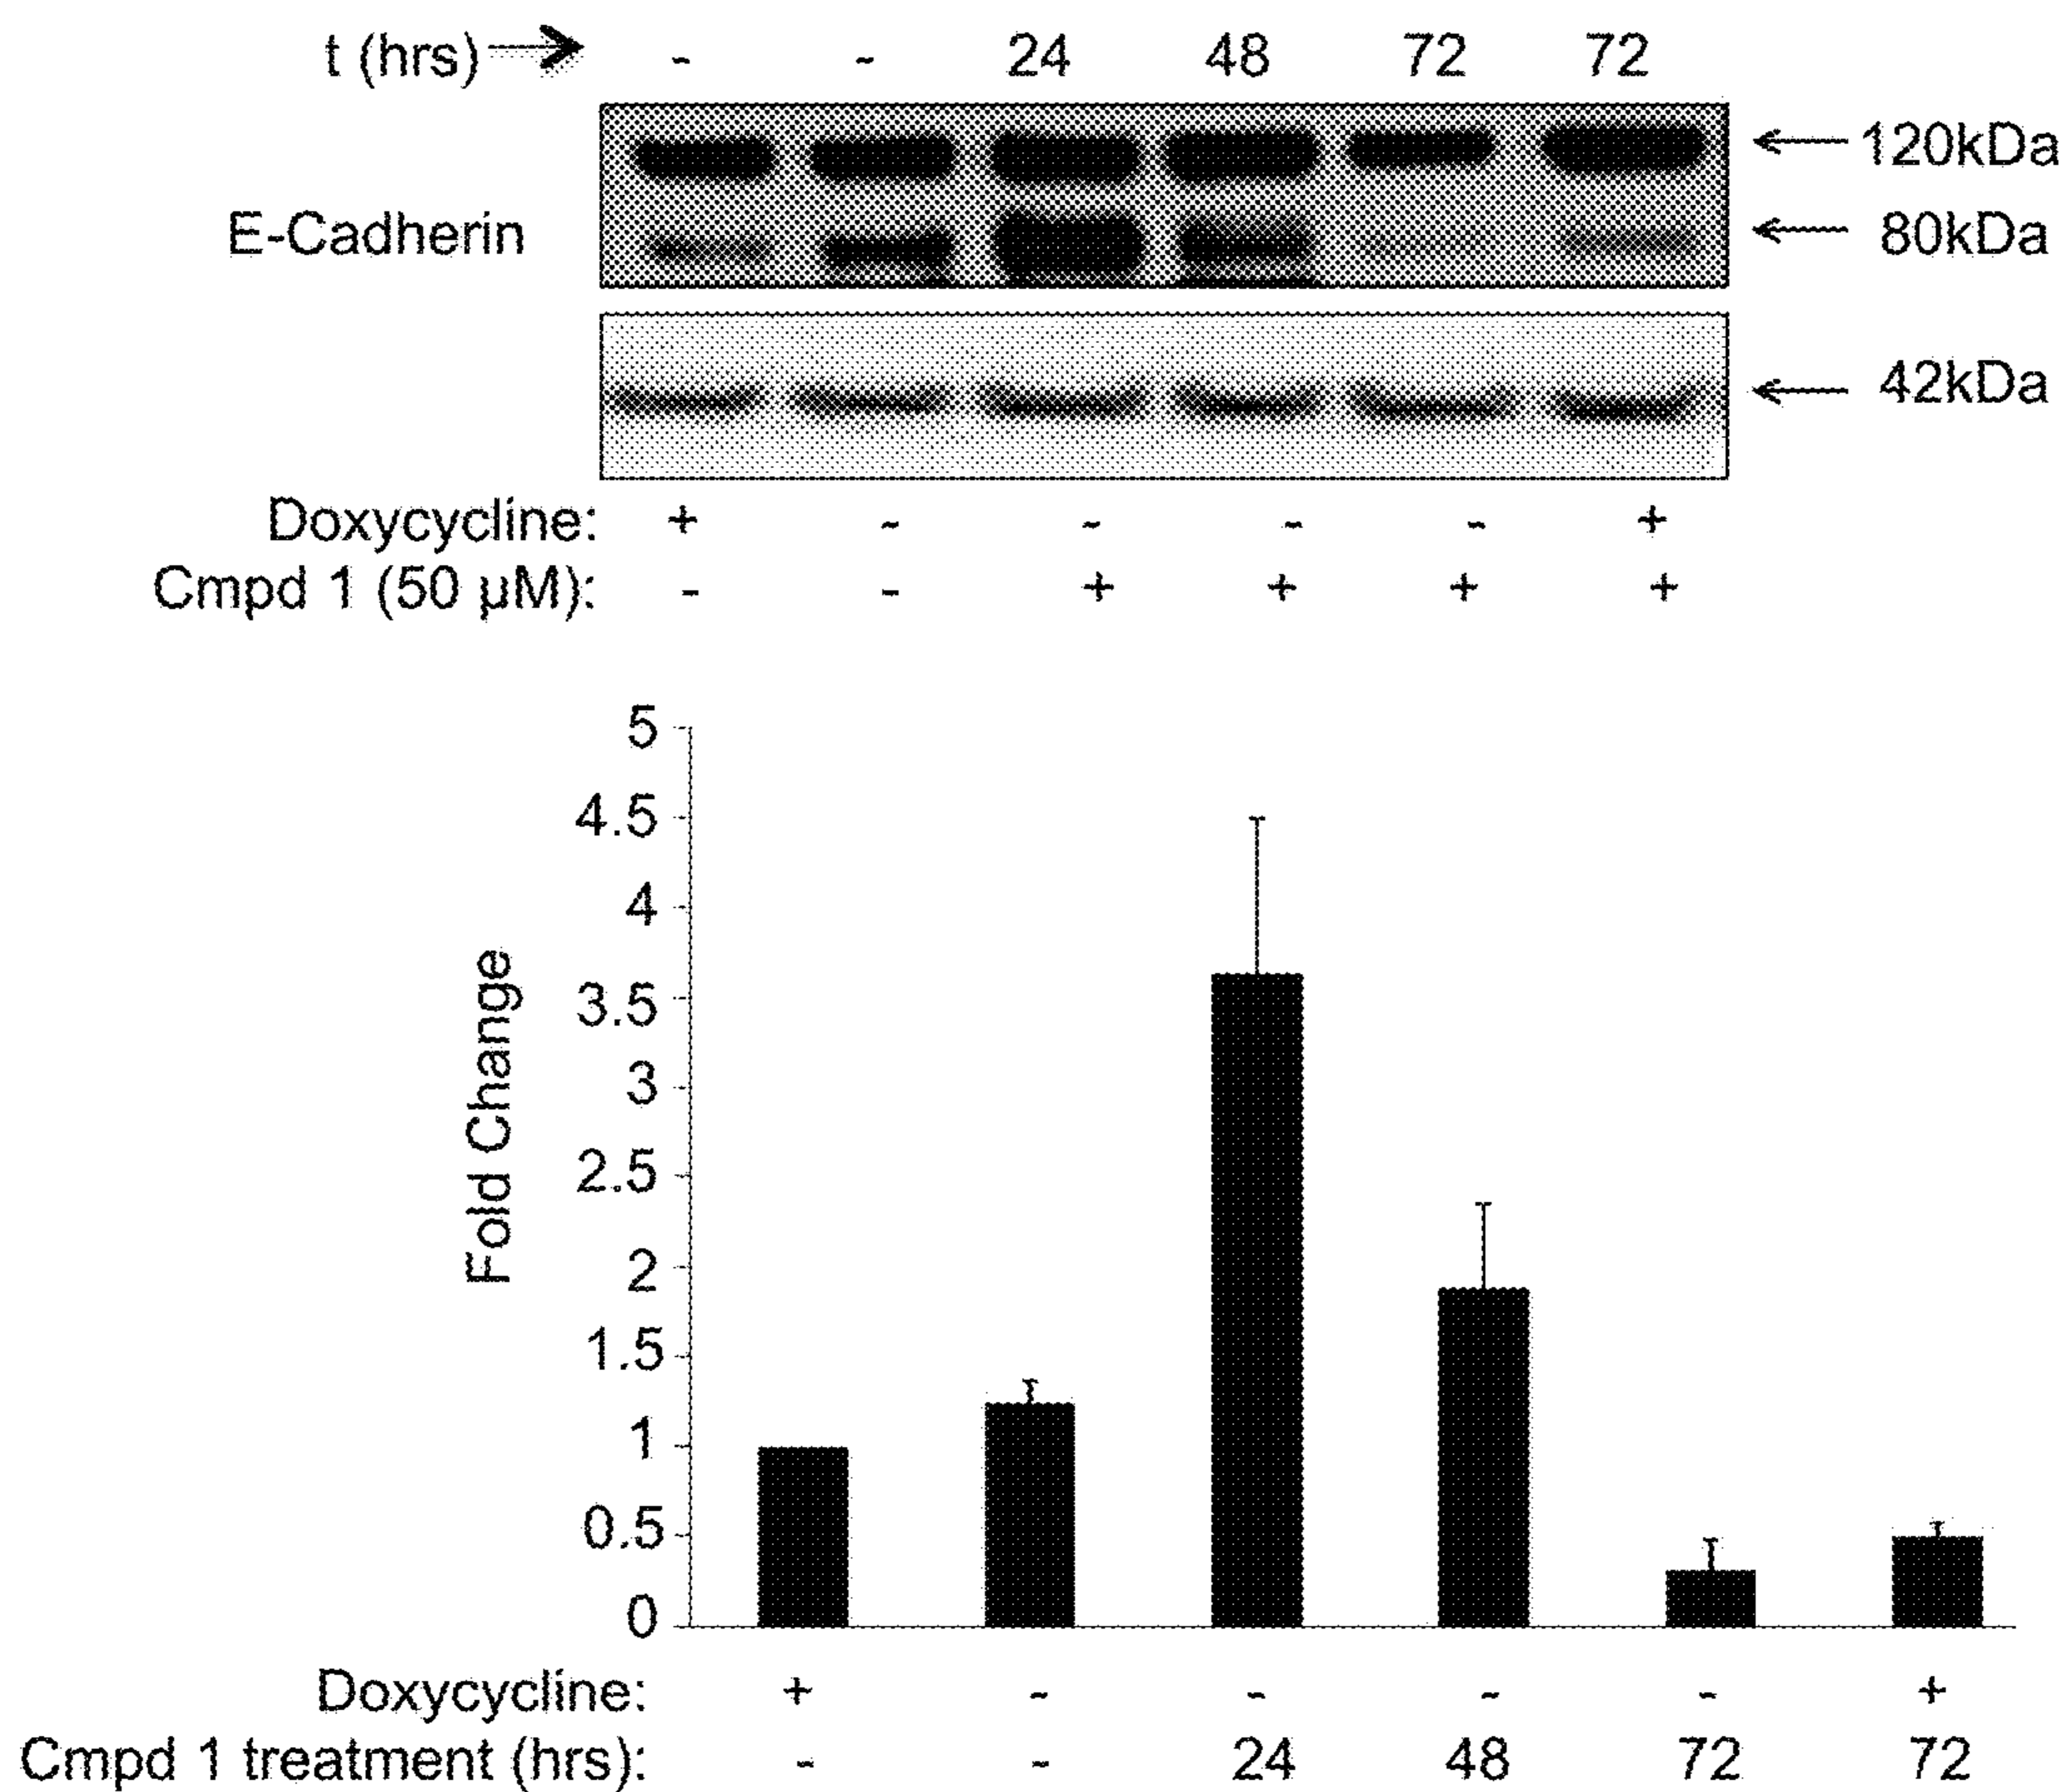 t (hrs) → - - 24 48 72 72
← 120kDa
E-Cadherin ← 80kDa
← 42kDa
Doxycycline: + - - - - +
Cmpd 1 (50 µM): - - + + + +
5
4.5
4
3.5
3
2.5
2
1.5
1
0.5
0
Fold Change
Doxycycline: + - - - - +
Cmpd 1 treatment (hrs): - - 24 48 72 72